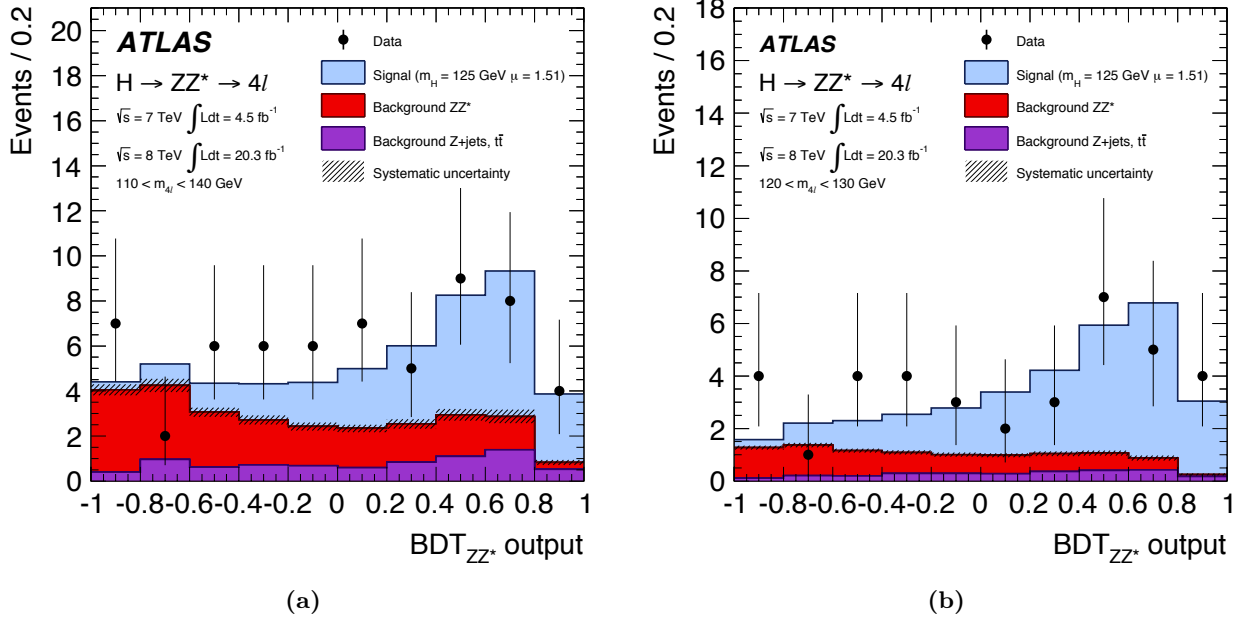 Events / 0.2
20
18
16
14
12
10
8
6
4
2
0
ATLAS
H → ZZ* → 4l
√s = 7 TeV ∫Ldt = 4.5 fb⁻¹
√s = 8 TeV ∫Ldt = 20.3 fb⁻¹
110 < m₄ₗ < 140 GeV
Data
Signal (m_H = 125 GeV μ = 1.51)
Background ZZ*
Background Z+jets, tt̄
Systematic uncertainty
-1 -0.8 -0.6 -0.4 -0.2 0 0.2 0.4 0.6 0.8 1
BDT_ZZ* output
(a)
Events / 0.2
18
16
14
12
10
8
6
4
2
0
ATLAS
H → ZZ* → 4l
√s = 7 TeV ∫Ldt = 4.5 fb⁻¹
√s = 8 TeV ∫Ldt = 20.3 fb⁻¹
120 < m₄ₗ < 130 GeV
Data
Signal (m_H = 125 GeV μ = 1.51)
Background ZZ*
Background Z+jets, tt̄
Systematic uncertainty
-1 -0.8 -0.6 -0.4 -0.2 0 0.2 0.4 0.6 0.8 1
BDT_ZZ* output
(b)